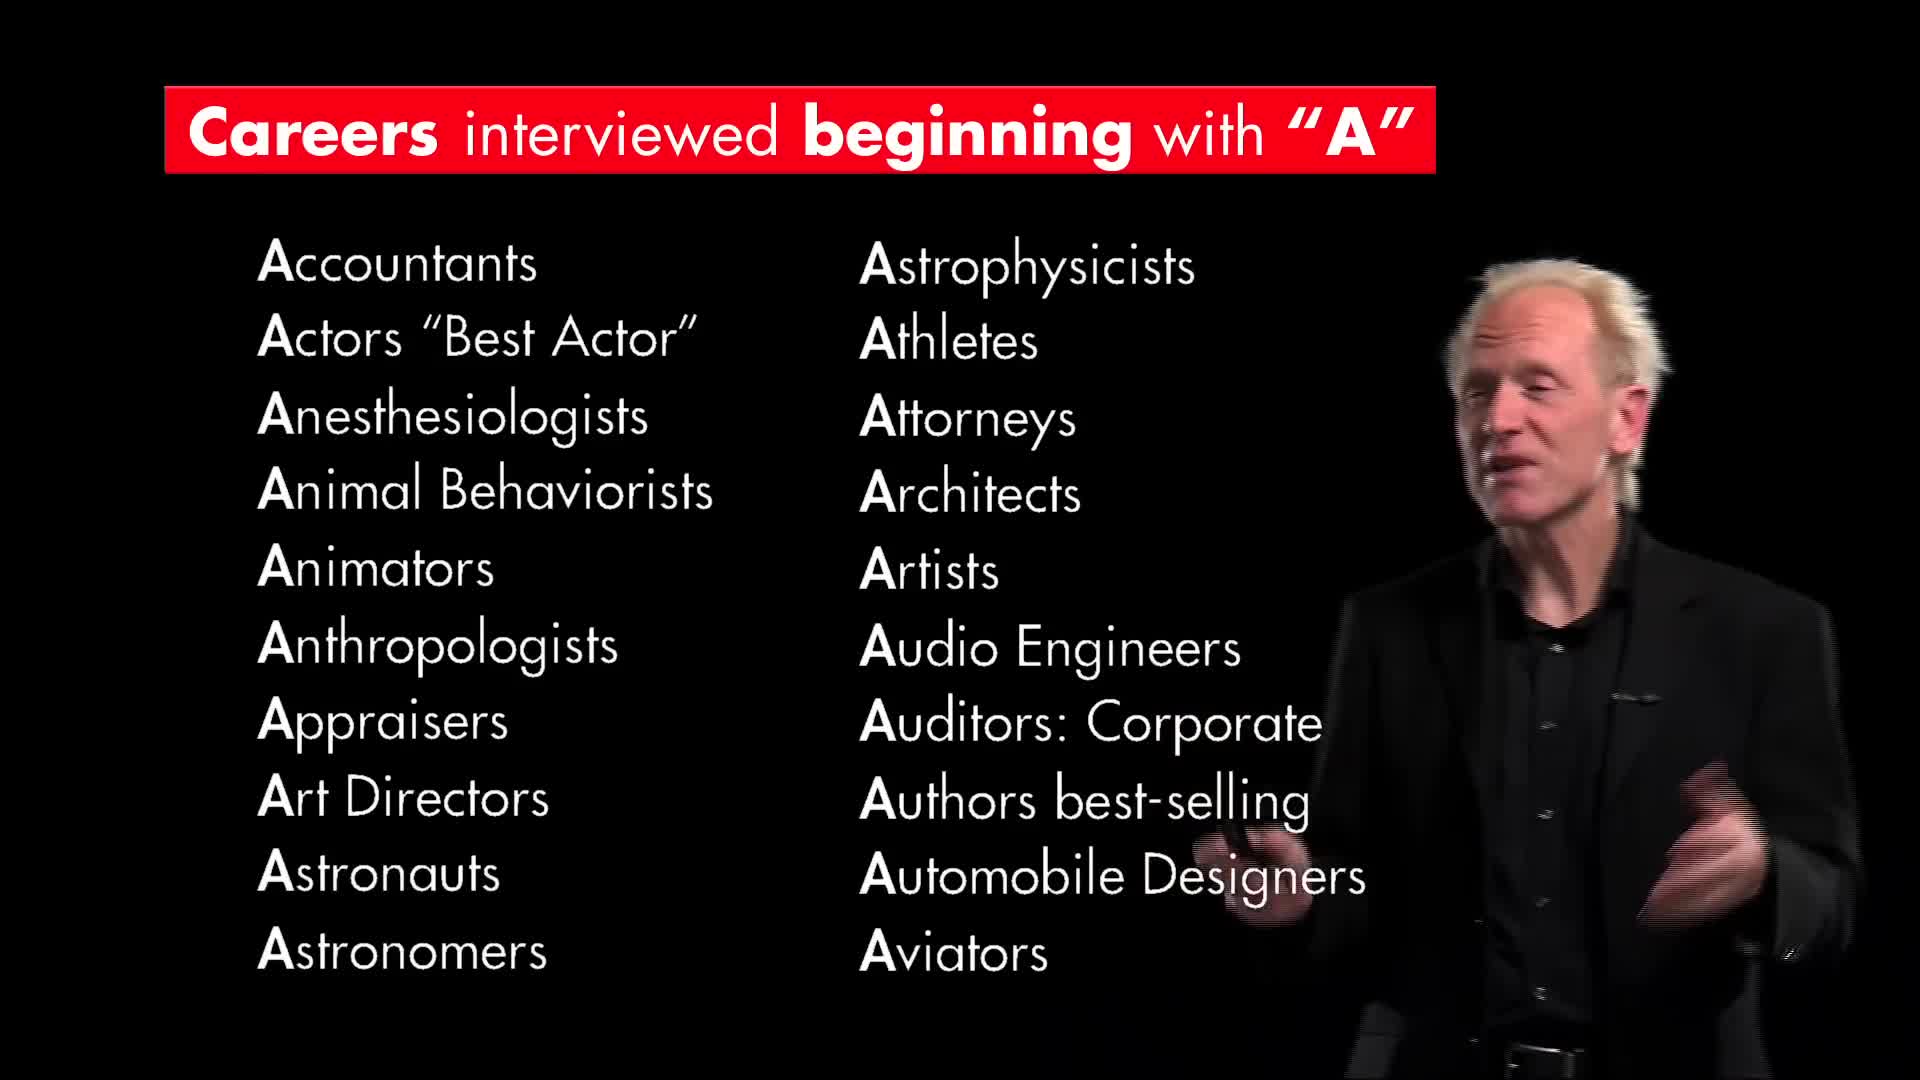 Careers interviewed beginning with “A”
Accountants
Actors “Best Actor”
Anesthesiologists
Animal Behaviorists
Animators
Anthropologists
Appraisers
Art Directors
Astronauts
Astronomers
Astrophysicists
Athletes
Attorneys
Architects
Artists
Audio Engineers
Auditors: Corporate
Authors best-selling
Automobile Designers
Aviators